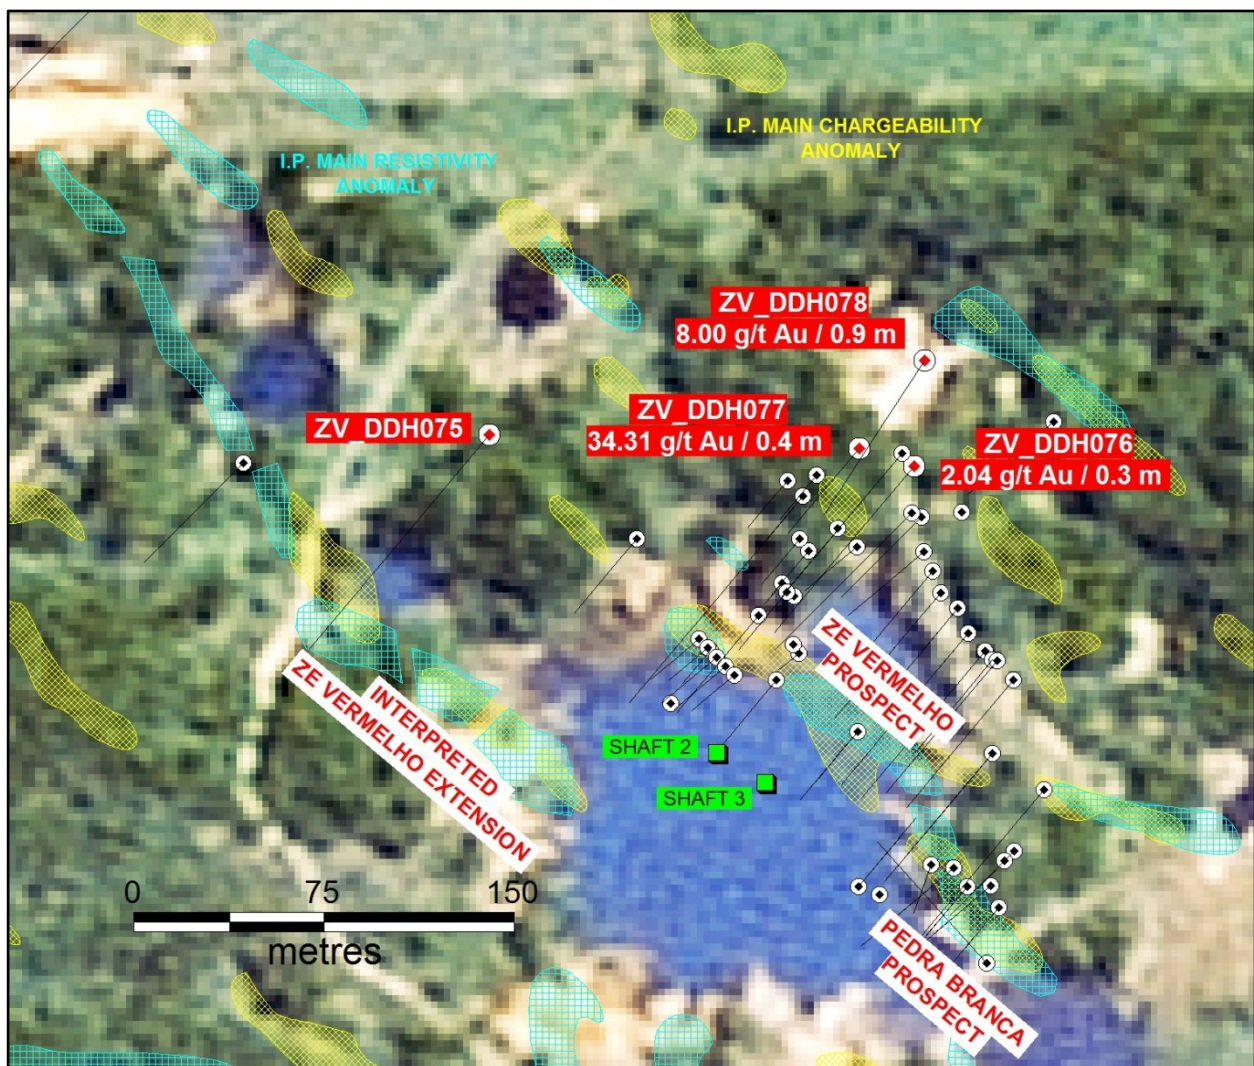 I.P. MAIN CHARGEABILITY
ANOMALY
I.P. MAIN RESISTIVITY
ANOMALY
ZV_DDH078
8.00 g/t Au / 0.9 m
ZV_DDH077
34.31 g/t Au / 0.4 m
ZV_DDH075
ZV_DDH076
2.04 g/t Au / 0.3 m
ZE VERMELHO
PROSPECT
INTERPRETED
ZE VERMELHO EXTENSION
SHAFT 2
SHAFT 3
0 75 150
metres
PEDRA BRANCA
PROSPECT